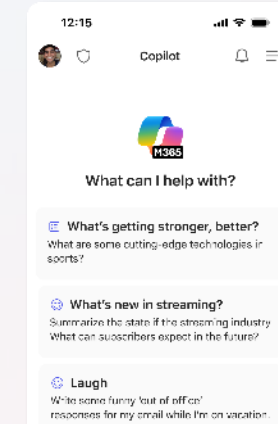 12:15
Copilot
M365
What can I help with?
What's getting stronger, better?
What are some cutting-edge technologies in
sports?
What's new in streaming?
Summarize the state if the streaming industry
What can subscribers expect in the future?
Laugh
Write some funny 'out of office'
responses for my email while I'm on vacation.